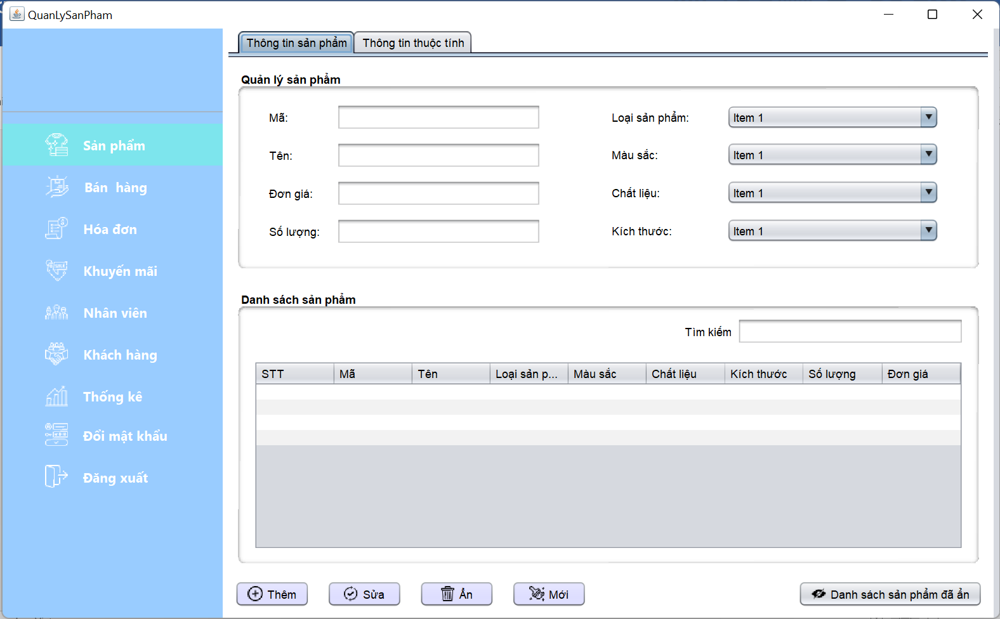 QuanLySanPham
Thông tin sản phẩm
Thông tin thuộc tính
Sản phẩm
Bán hàng
Hóa đơn
Khuyến mãi
Nhân viên
Khách hàng
Thống kê
Đổi mật khẩu
Đăng xuất
Quản lý sản phẩm
Mã:
Loại sản phẩm: Item 1
Tên:
Màu sắc: Item 1
Đơn giá:
Chất liệu: Item 1
Số lượng:
Kích thước: Item 1
Danh sách sản phẩm
Tìm kiếm
STT Mã Tên Loại sản p... Màu sắc Chất liệu Kích thước Số lượng Đơn giá
Thêm Sửa Ẩn Mới Danh sách sản phẩm đã ẩn